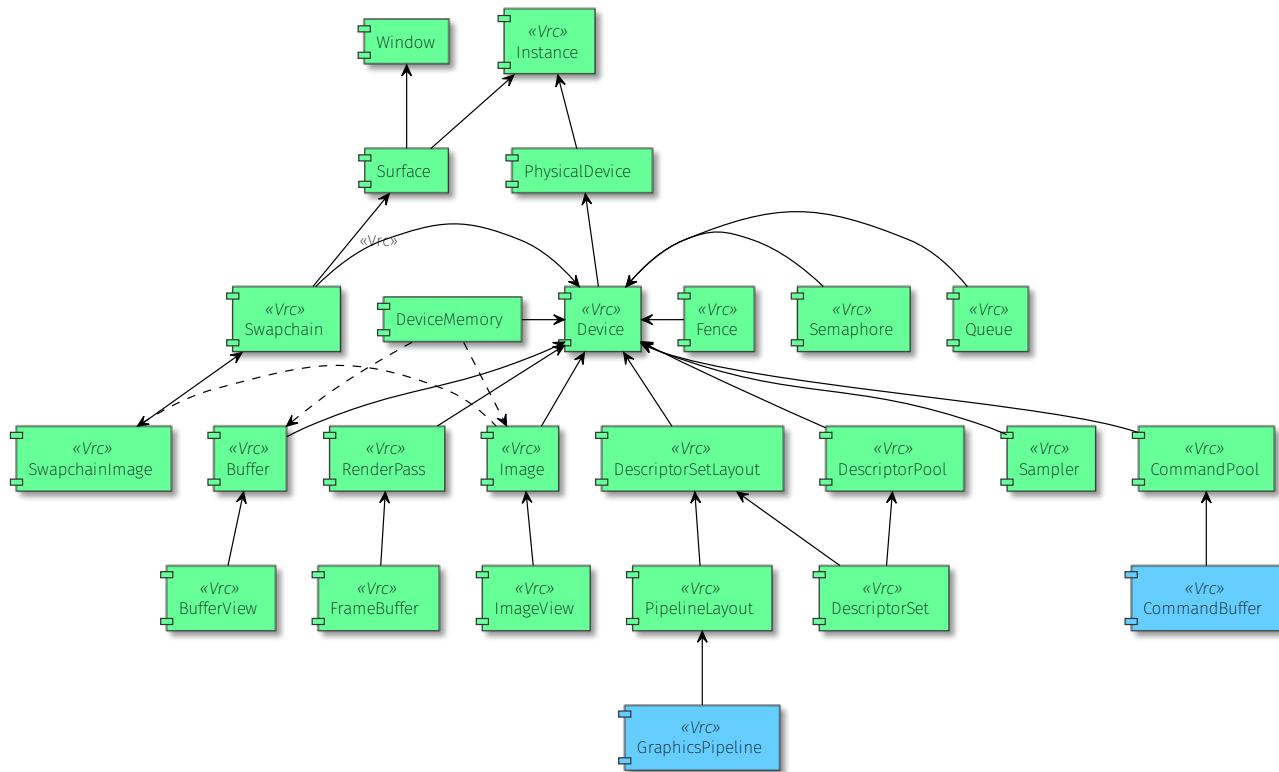 Window
«Vrc»
Instance
Surface
PhysicalDevice
«Vrc»
«Vrc»
Swapchain
DeviceMemory
«Vrc»
Device
«Vrc»
Fence
«Vrc»
Semaphore
«Vrc»
Queue
«Vrc»
SwapchainImage
«Vrc»
Buffer
«Vrc»
RenderPass
«Vrc»
Image
«Vrc»
DescriptorSetLayout
«Vrc»
DescriptorPool
«Vrc»
Sampler
«Vrc»
CommandPool
«Vrc»
BufferView
«Vrc»
FrameBuffer
«Vrc»
ImageView
«Vrc»
PipelineLayout
«Vrc»
DescriptorSet
«Vrc»
CommandBuffer
«Vrc»
GraphicsPipeline